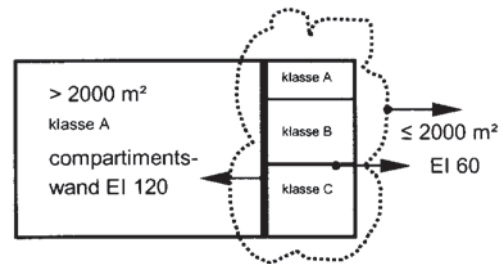 > 2000 m²
klasse A
compartiments-
wand EI 120
klasse A
klasse B
klasse C
≤ 2000 m²
EI 60